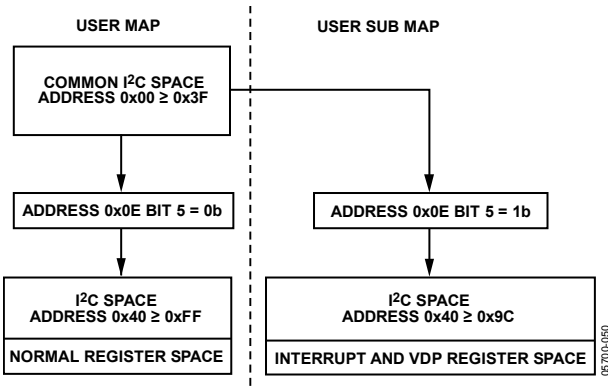 USER MAP
USER SUB MAP
COMMON I²C SPACE
ADDRESS 0x00 ≥ 0x3F
ADDRESS 0x0E BIT 5 = 0b
ADDRESS 0x0E BIT 5 = 1b
I²C SPACE
ADDRESS 0x40 ≥ 0xFF
NORMAL REGISTER SPACE
I²C SPACE
ADDRESS 0x40 ≥ 0x9C
INTERRUPT AND VDP REGISTER SPACE
05700-050